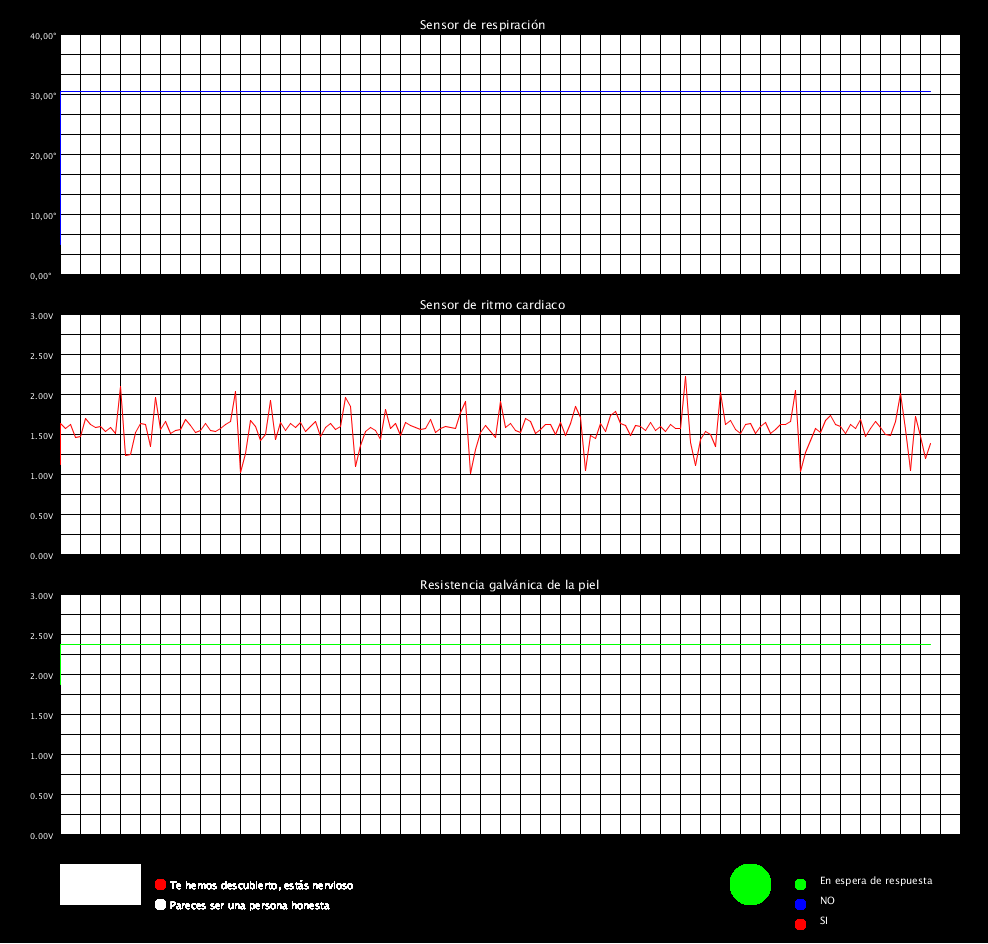 Sensor de respiración
40,00°
30,00°
20,00°
10,00°
0,00°
Sensor de ritmo cardiaco
3.00V
2.50V
2.00V
1.50V
1.00V
0.50V
0.00V
Resistencia galvánica de la piel
3.00V
2.50V
2.00V
1.50V
1.00V
0.50V
0.00V
Te hemos descubierto, estás nervioso
Pareces ser una persona honesta
En espera de respuesta
NO
SI